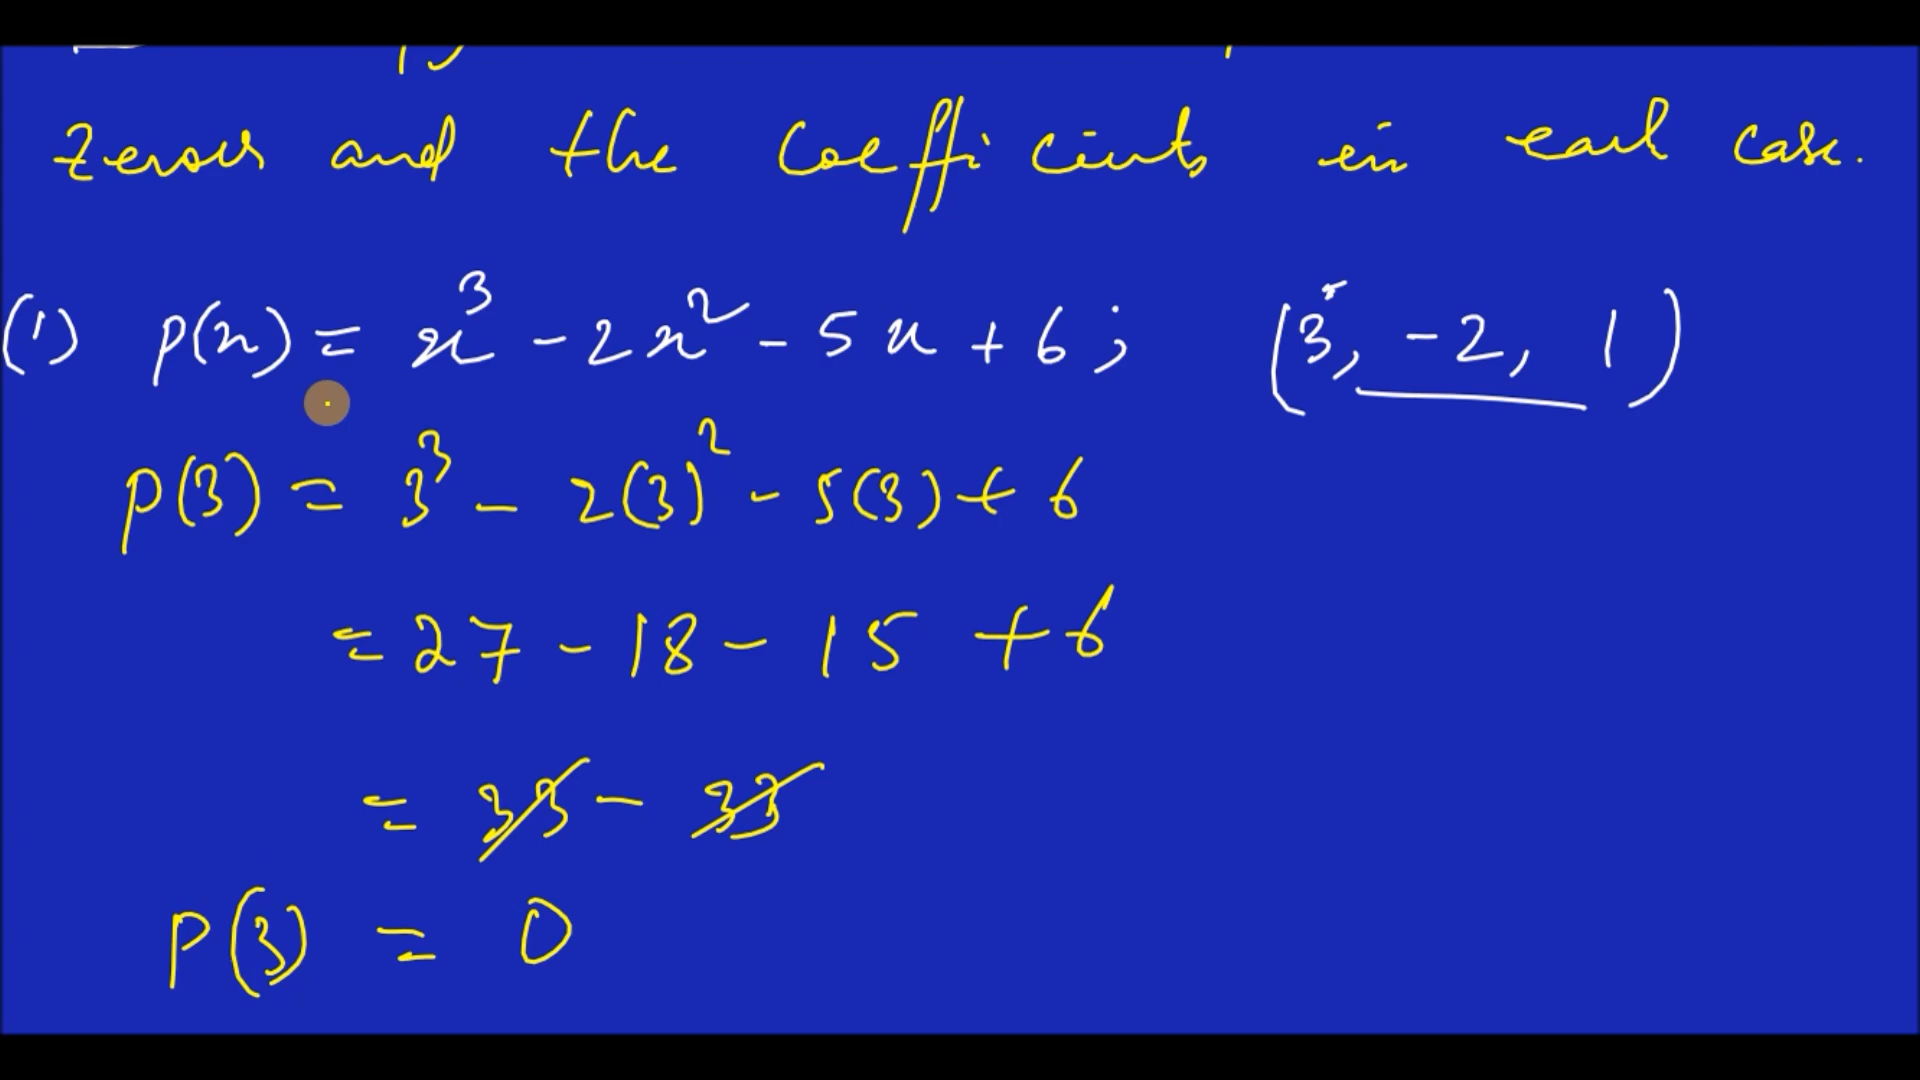 zeroes and the coefficients in each case.
(1) p(x) = x³ - 2x² - 5x + 6; (3, -2, 1)
p(3) = 3³ - 2(3)² - 5(3) + 6
= 27 - 18 - 15 + 6
= 33 - 33
P(3) = 0